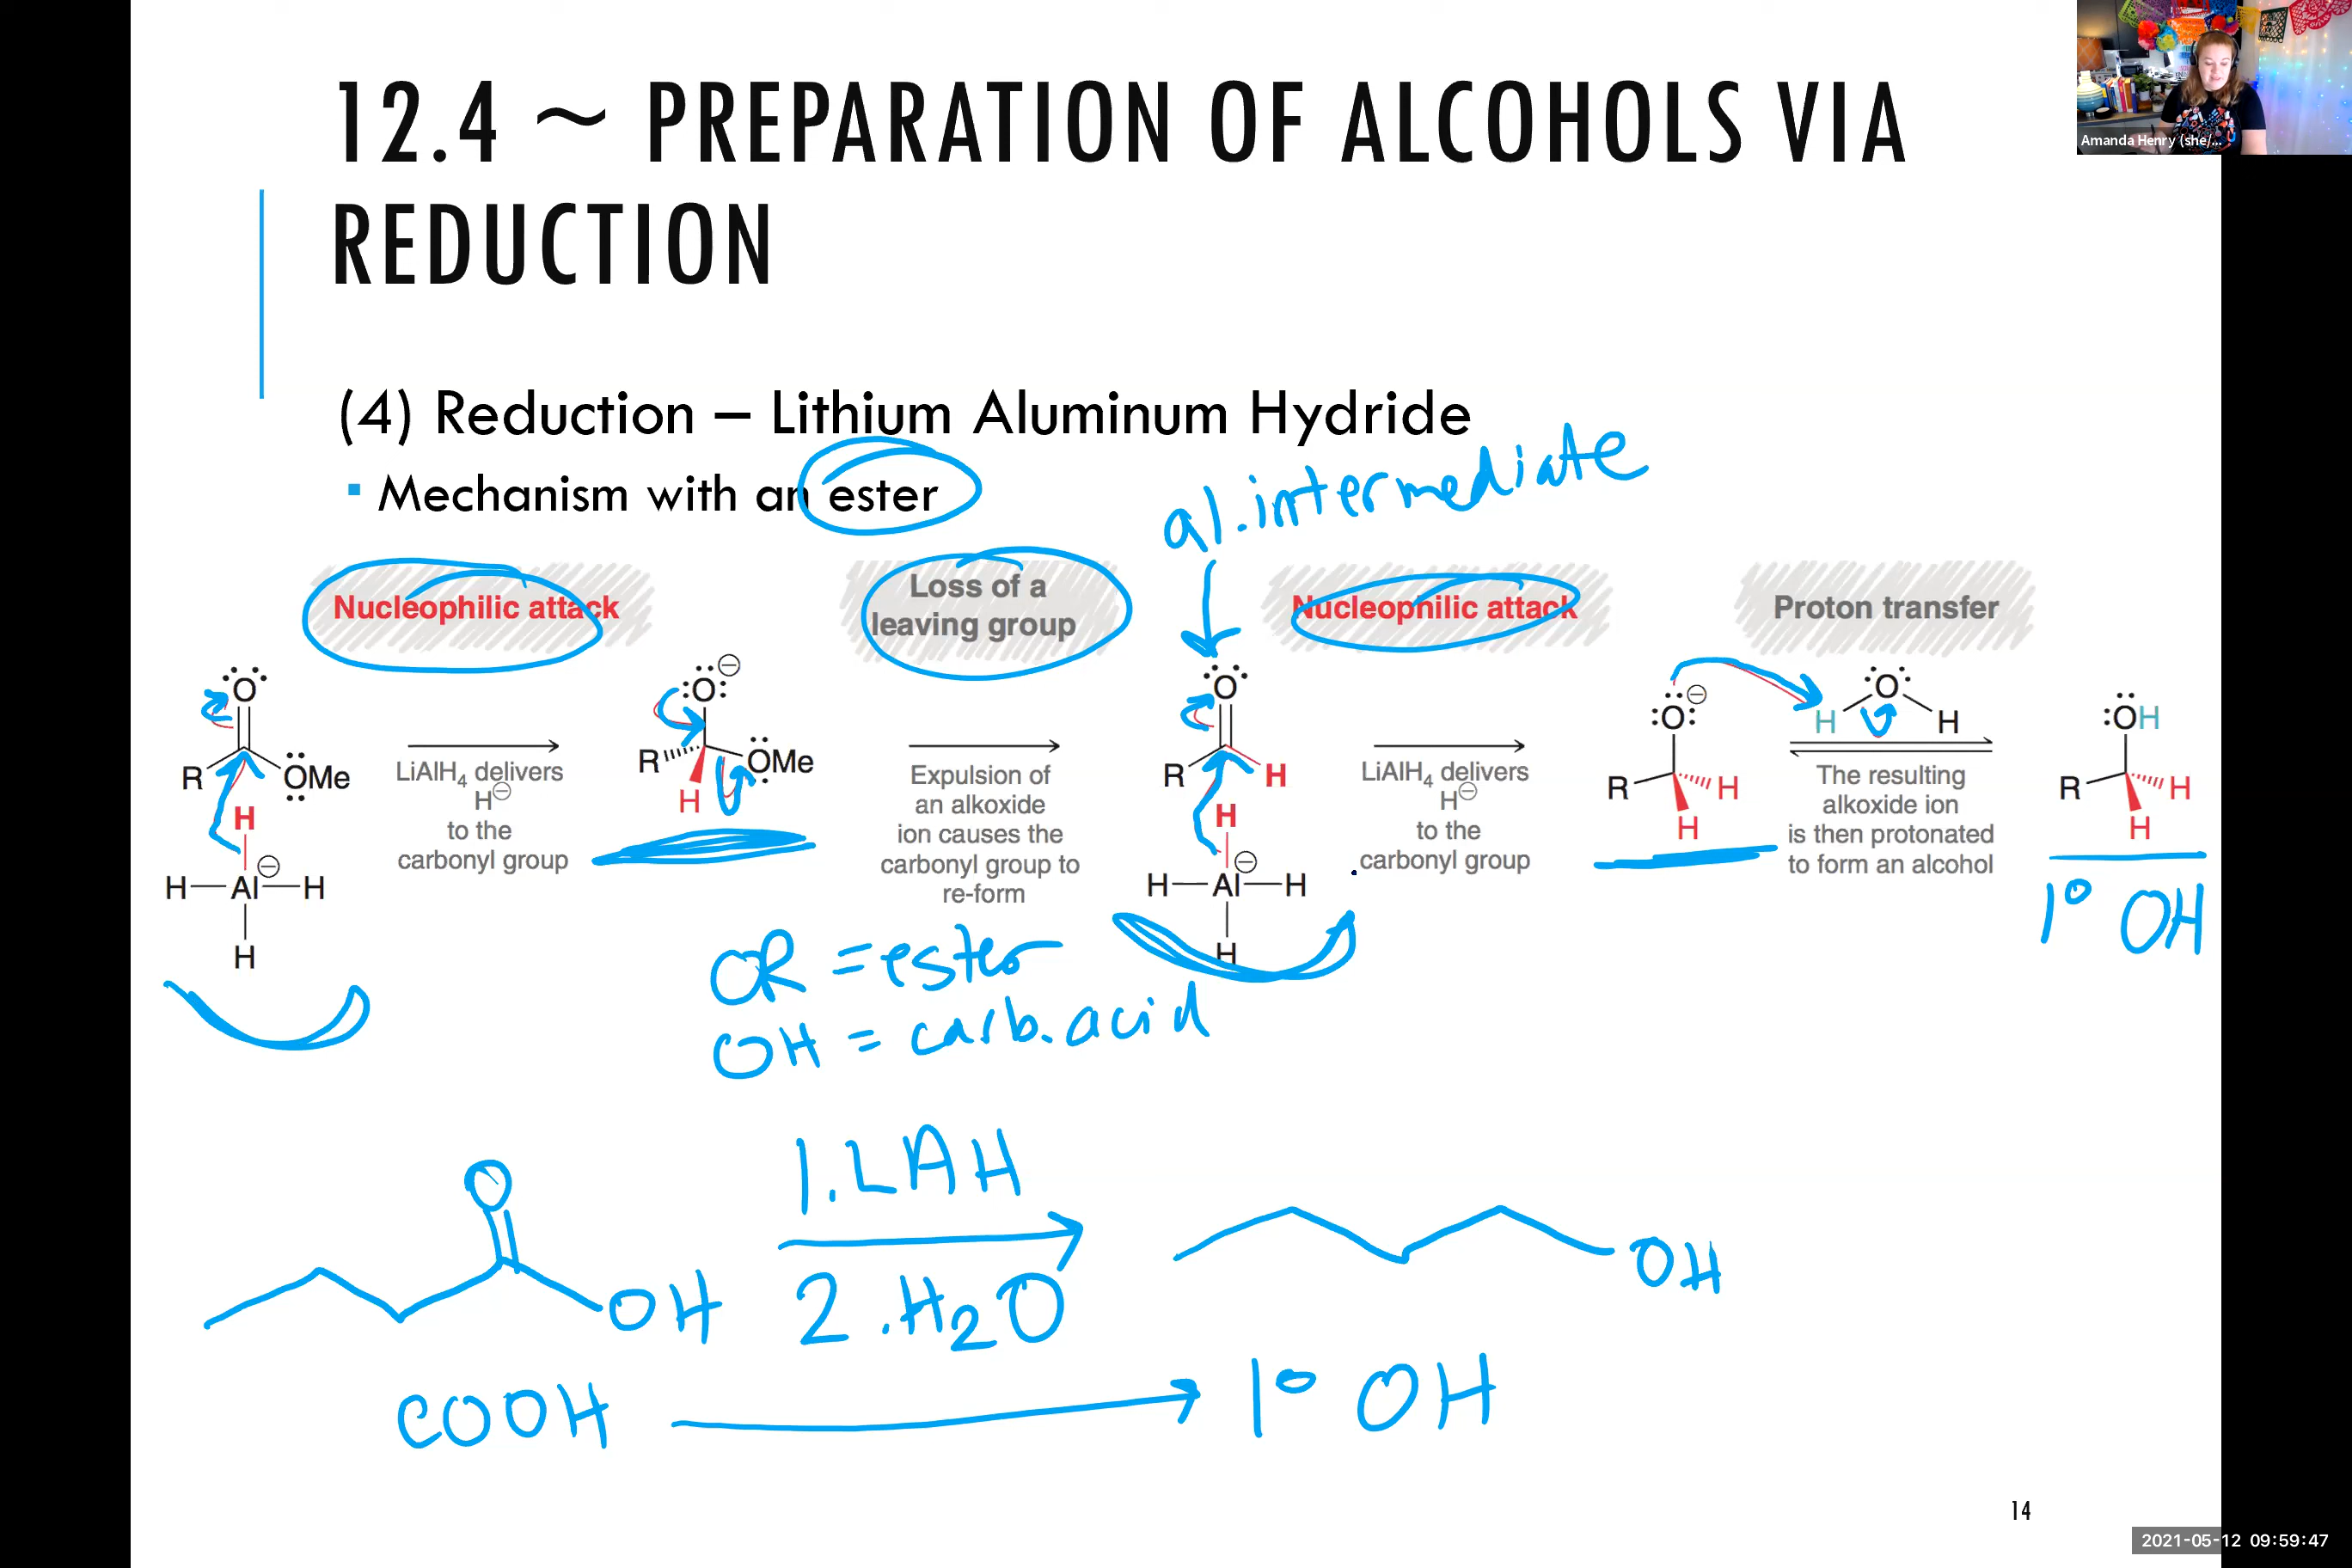 12.4 ~ PREPARATION OF ALCOHOLS VIA
REDUCTION
Amanda Henry (she/...
(4) Reduction – Lithium Aluminum Hydride
▪ Mechanism with an ester
al. intermediate
Nucleophilic attack
Loss of a
leaving group
Nucleophilic attack
Proton transfer
O
R
OMe
H
H—Al—H
H
LiAlH4 delivers
H⊖
to the
carbonyl group
:O: ⊖
R
OMe
H
Expulsion of
an alkoxide
ion causes the
carbonyl group to
re-form
O
R
H
H
H—Al—H
H
LiAlH4 delivers
H⊖
to the
carbonyl group
:O: ⊖
R
H
H
O
H
H
The resulting
alkoxide ion
is then protonated
to form an alcohol
:OH
R
H
H
1° OH
OR = ester
OH = carb. acid
O
OH
1. LAH
2. H2O
OH
COOH
1° OH
14
2021-05-12 09:59:47